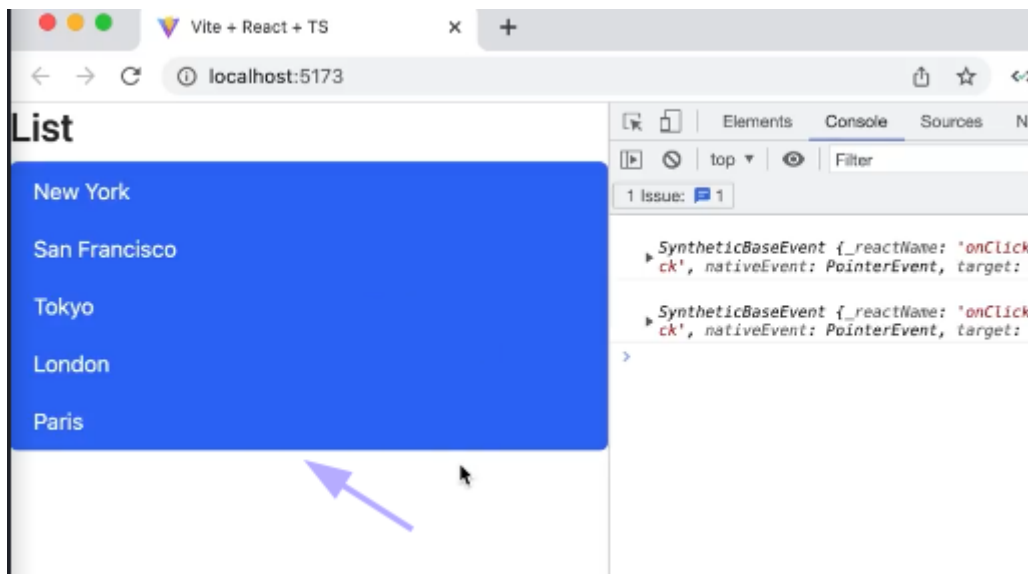 Vite + React + TS
localhost:5173
List
New York
San Francisco
Tokyo
London
Paris
Elements Console Sources N
top Filter
1 Issue: 1
SyntheticBaseEvent {_reactName: 'onClick
ck', nativeEvent: PointerEvent, target:
SyntheticBaseEvent {_reactName: 'onClick
ck', nativeEvent: PointerEvent, target: